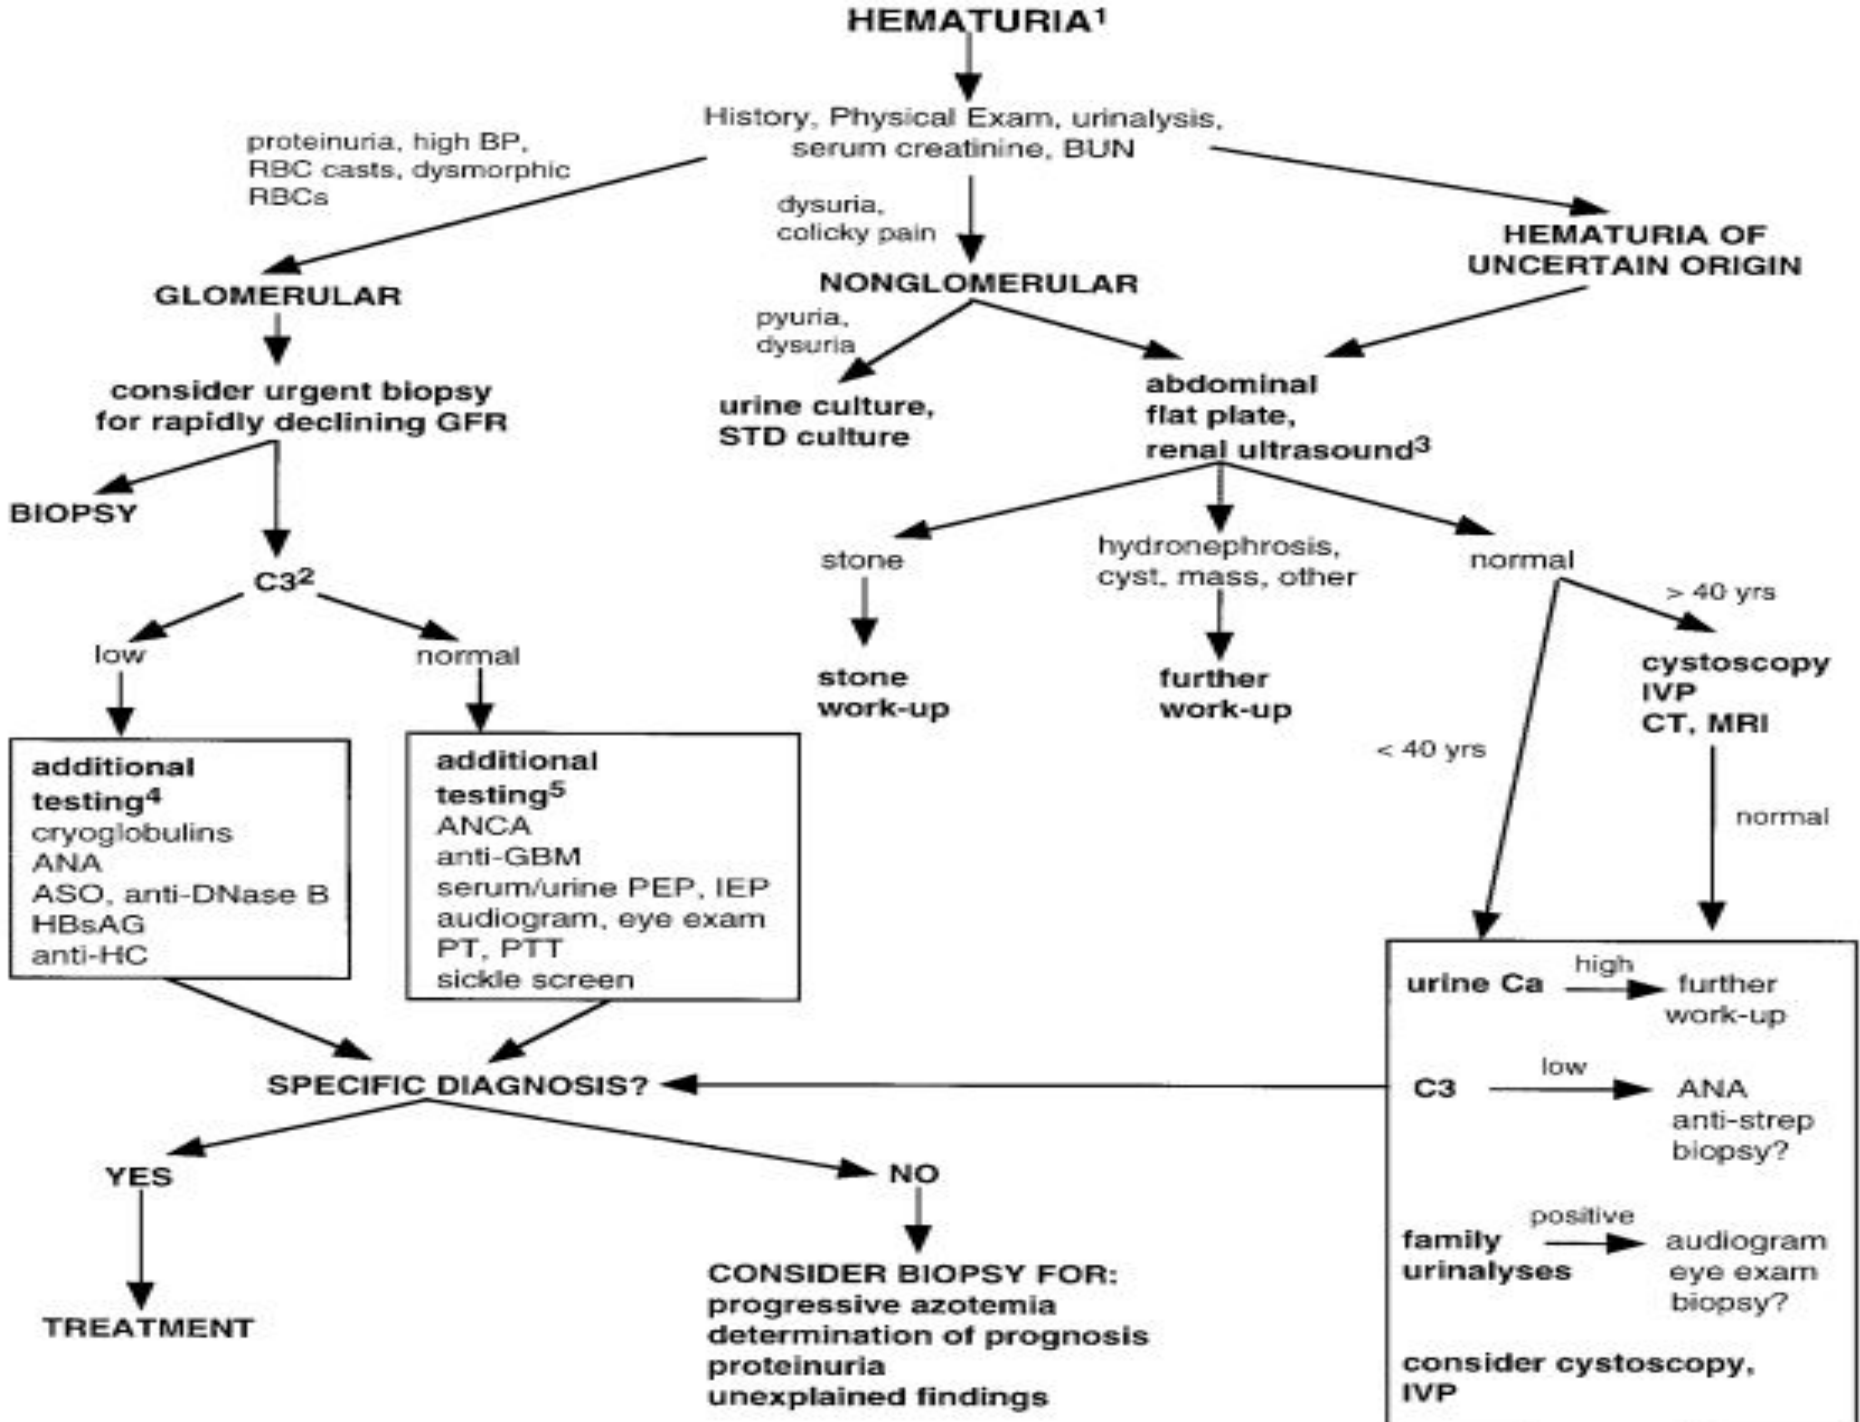 HEMATURIA¹
History, Physical Exam, urinalysis,
serum creatinine, BUN
proteinuria, high BP,
RBC casts, dysmorphic
RBCs
dysuria,
colicky pain
HEMATURIA OF
UNCERTAIN ORIGIN
GLOMERULAR
NONGLOMERULAR
pyuria,
dysuria
consider urgent biopsy
for rapidly declining GFR
urine culture,
STD culture
abdominal
flat plate,
renal ultrasound³
BIOPSY
C3²
stone
hydronephrosis,
cyst, mass, other
normal
> 40 yrs
low
normal
stone
work-up
further
work-up
cystoscopy
IVP
CT, MRI
< 40 yrs
normal
additional
testing⁴
cryoglobulins
ANA
ASO, anti-DNase B
HBsAG
anti-HC
additional
testing⁵
ANCA
anti-GBM
serum/urine PEP, IEP
audiogram, eye exam
PT, PTT
sickle screen
urine Ca
high
further
work-up
C3
low
ANA
anti-strep
biopsy?
family
urinalyses
positive
audiogram
eye exam
biopsy?
consider cystoscopy,
IVP
SPECIFIC DIAGNOSIS?
YES
NO
TREATMENT
CONSIDER BIOPSY FOR:
progressive azotemia
determination of prognosis
proteinuria
unexplained findings